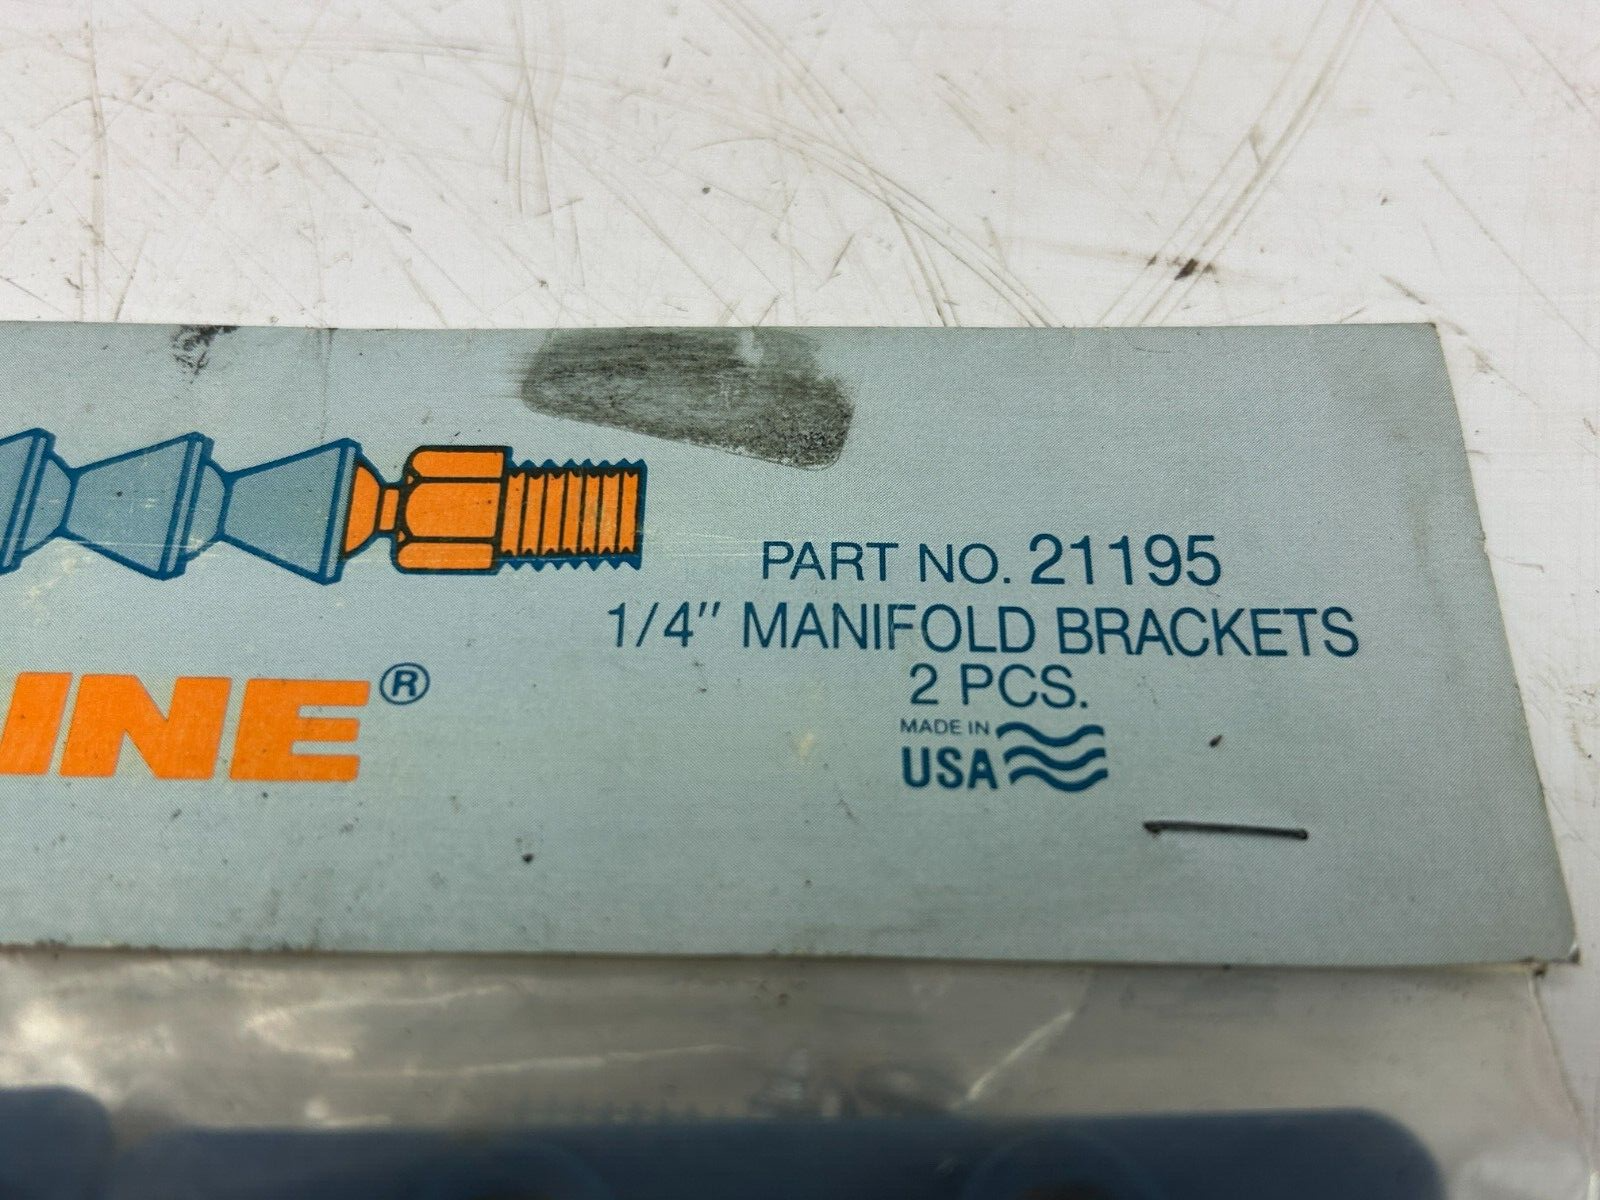 PART NO. 21195
1/4" MANIFOLD BRACKETS
2 PCS.
MADE IN
USA
INE®